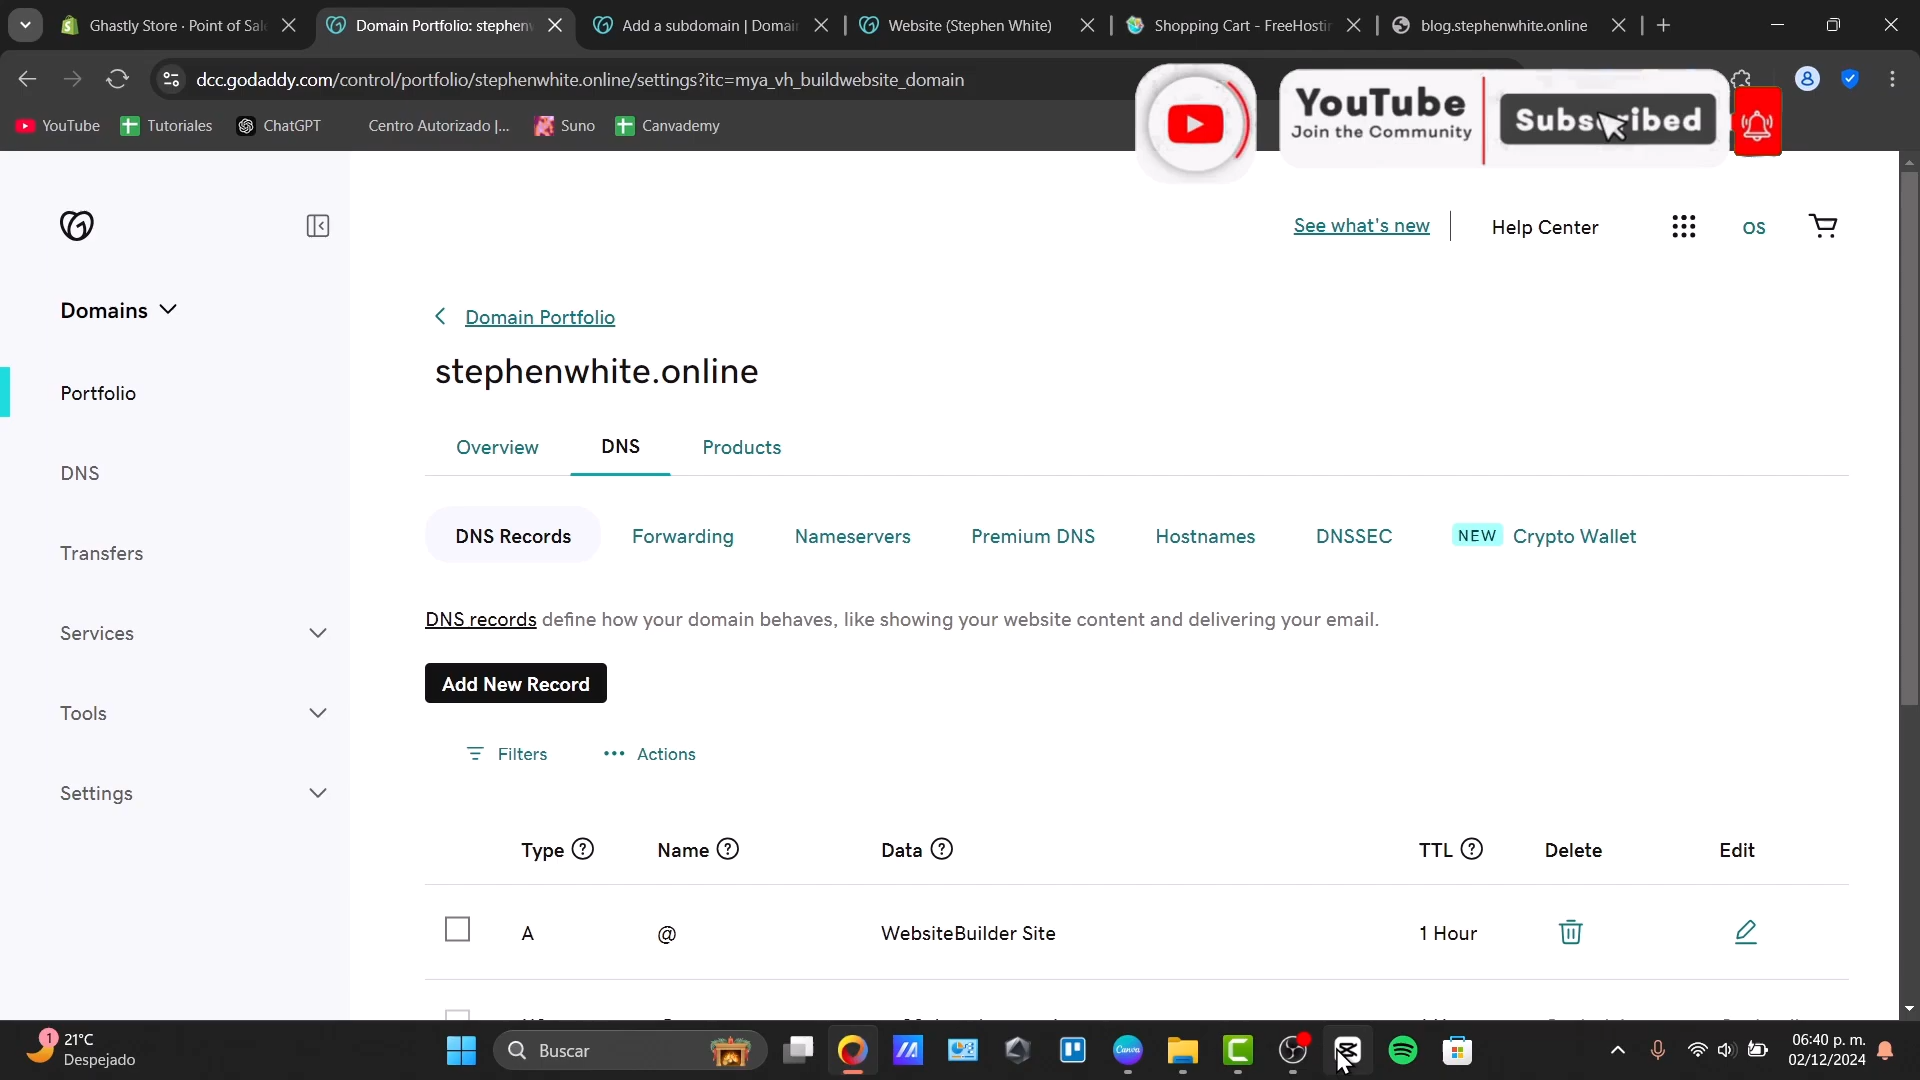 Ghastly Store · Point of Sal
Domain Portfolio: stephen
Add a subdomain | Domai
Website (Stephen White)
Shopping Cart - FreeHostin
blog.stephenwhite.online
dcc.godaddy.com/control/portfolio/stephenwhite.online/settings?itc=mya_vh_buildwebsite_domain
YouTube
Tutoriales
ChatGPT
Centro Autorizado |...
Suno
Canvademy
YouTube
Join the Community
Subscribed
See what's new
Help Center
OS
Domains
Portfolio
DNS
Transfers
Services
Tools
Settings
Domain Portfolio
stephenwhite.online
Overview
DNS
Products
DNS Records
Forwarding
Nameservers
Premium DNS
Hostnames
DNSSEC
NEW Crypto Wallet
DNS records define how your domain behaves, like showing your website content and delivering your email.
Add New Record
Filters
Actions
Type
Name
Data
TTL
Delete
Edit
A
@
WebsiteBuilder Site
1 Hour
1
21°C
Despejado
Buscar
Canva
06:40 p. m.
02/12/2024